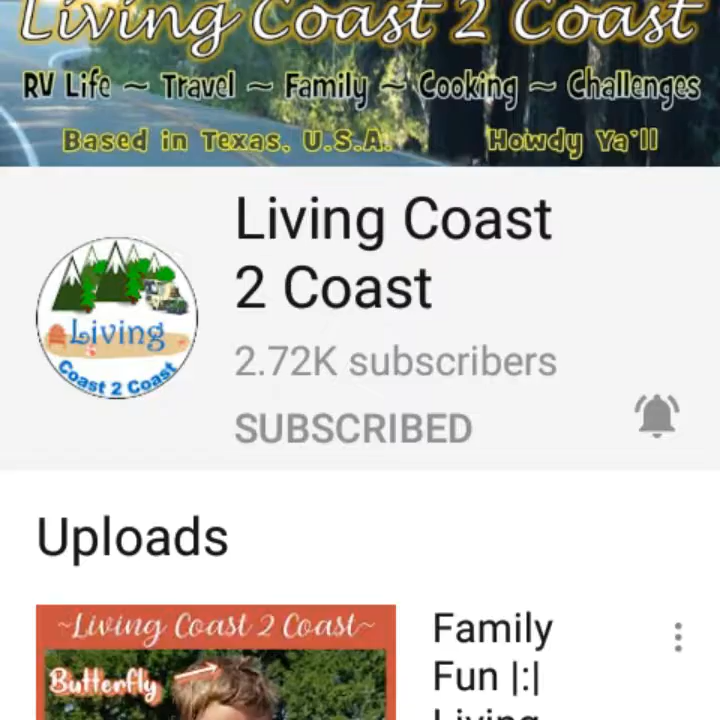 Living Coast 2 Coast
RV Life ~ Travel ~ Family ~ Cooking ~ Challenges
Based in Texas, U.S.A. Howdy Ya'll
Living Coast
2 Coast
Living
Coast 2 Coast
2.72K subscribers
SUBSCRIBED
Uploads
~Living Coast 2 Coast~
Butterfly
Family
Fun |:|
Living